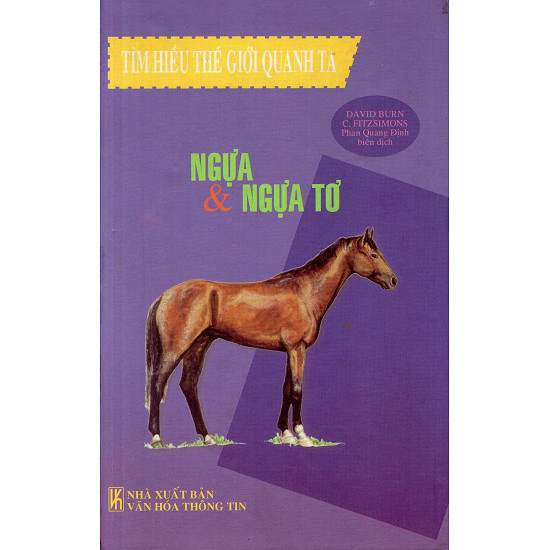 TÌM HIỂU THẾ GIỚI QUANH TA
DAVID BURN
C. FITZSIMONS
Phan Quang Định
biên dịch
NGỰA
& NGỰA TƠ
NHÀ XUẤT BẢN
VĂN HÓA THÔNG TIN